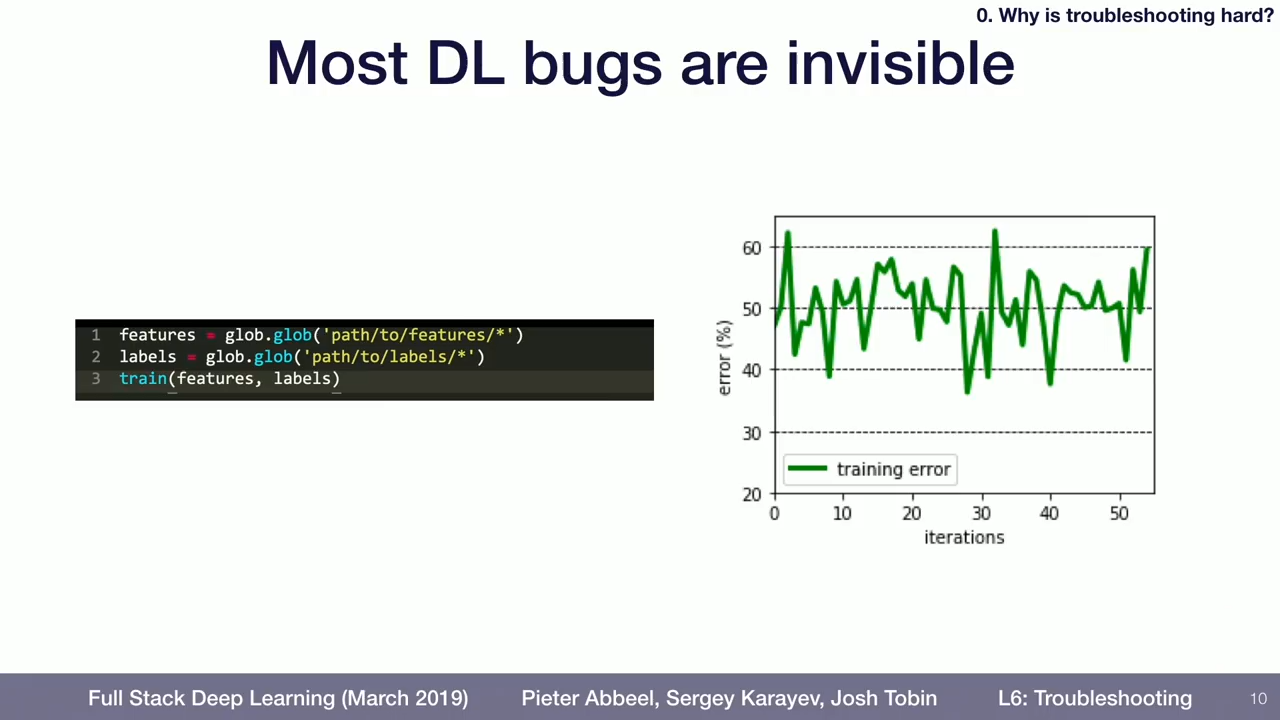 0. Why is troubleshooting hard?
Most DL bugs are invisible
1 features = glob.glob('path/to/features/*')
2 labels = glob.glob('path/to/labels/*')
3 train(features, labels)
60
50
40
30
20
error (%)
training error
0 10 20 30 40 50
iterations
Full Stack Deep Learning (March 2019) Pieter Abbeel, Sergey Karayev, Josh Tobin L6: Troubleshooting 10